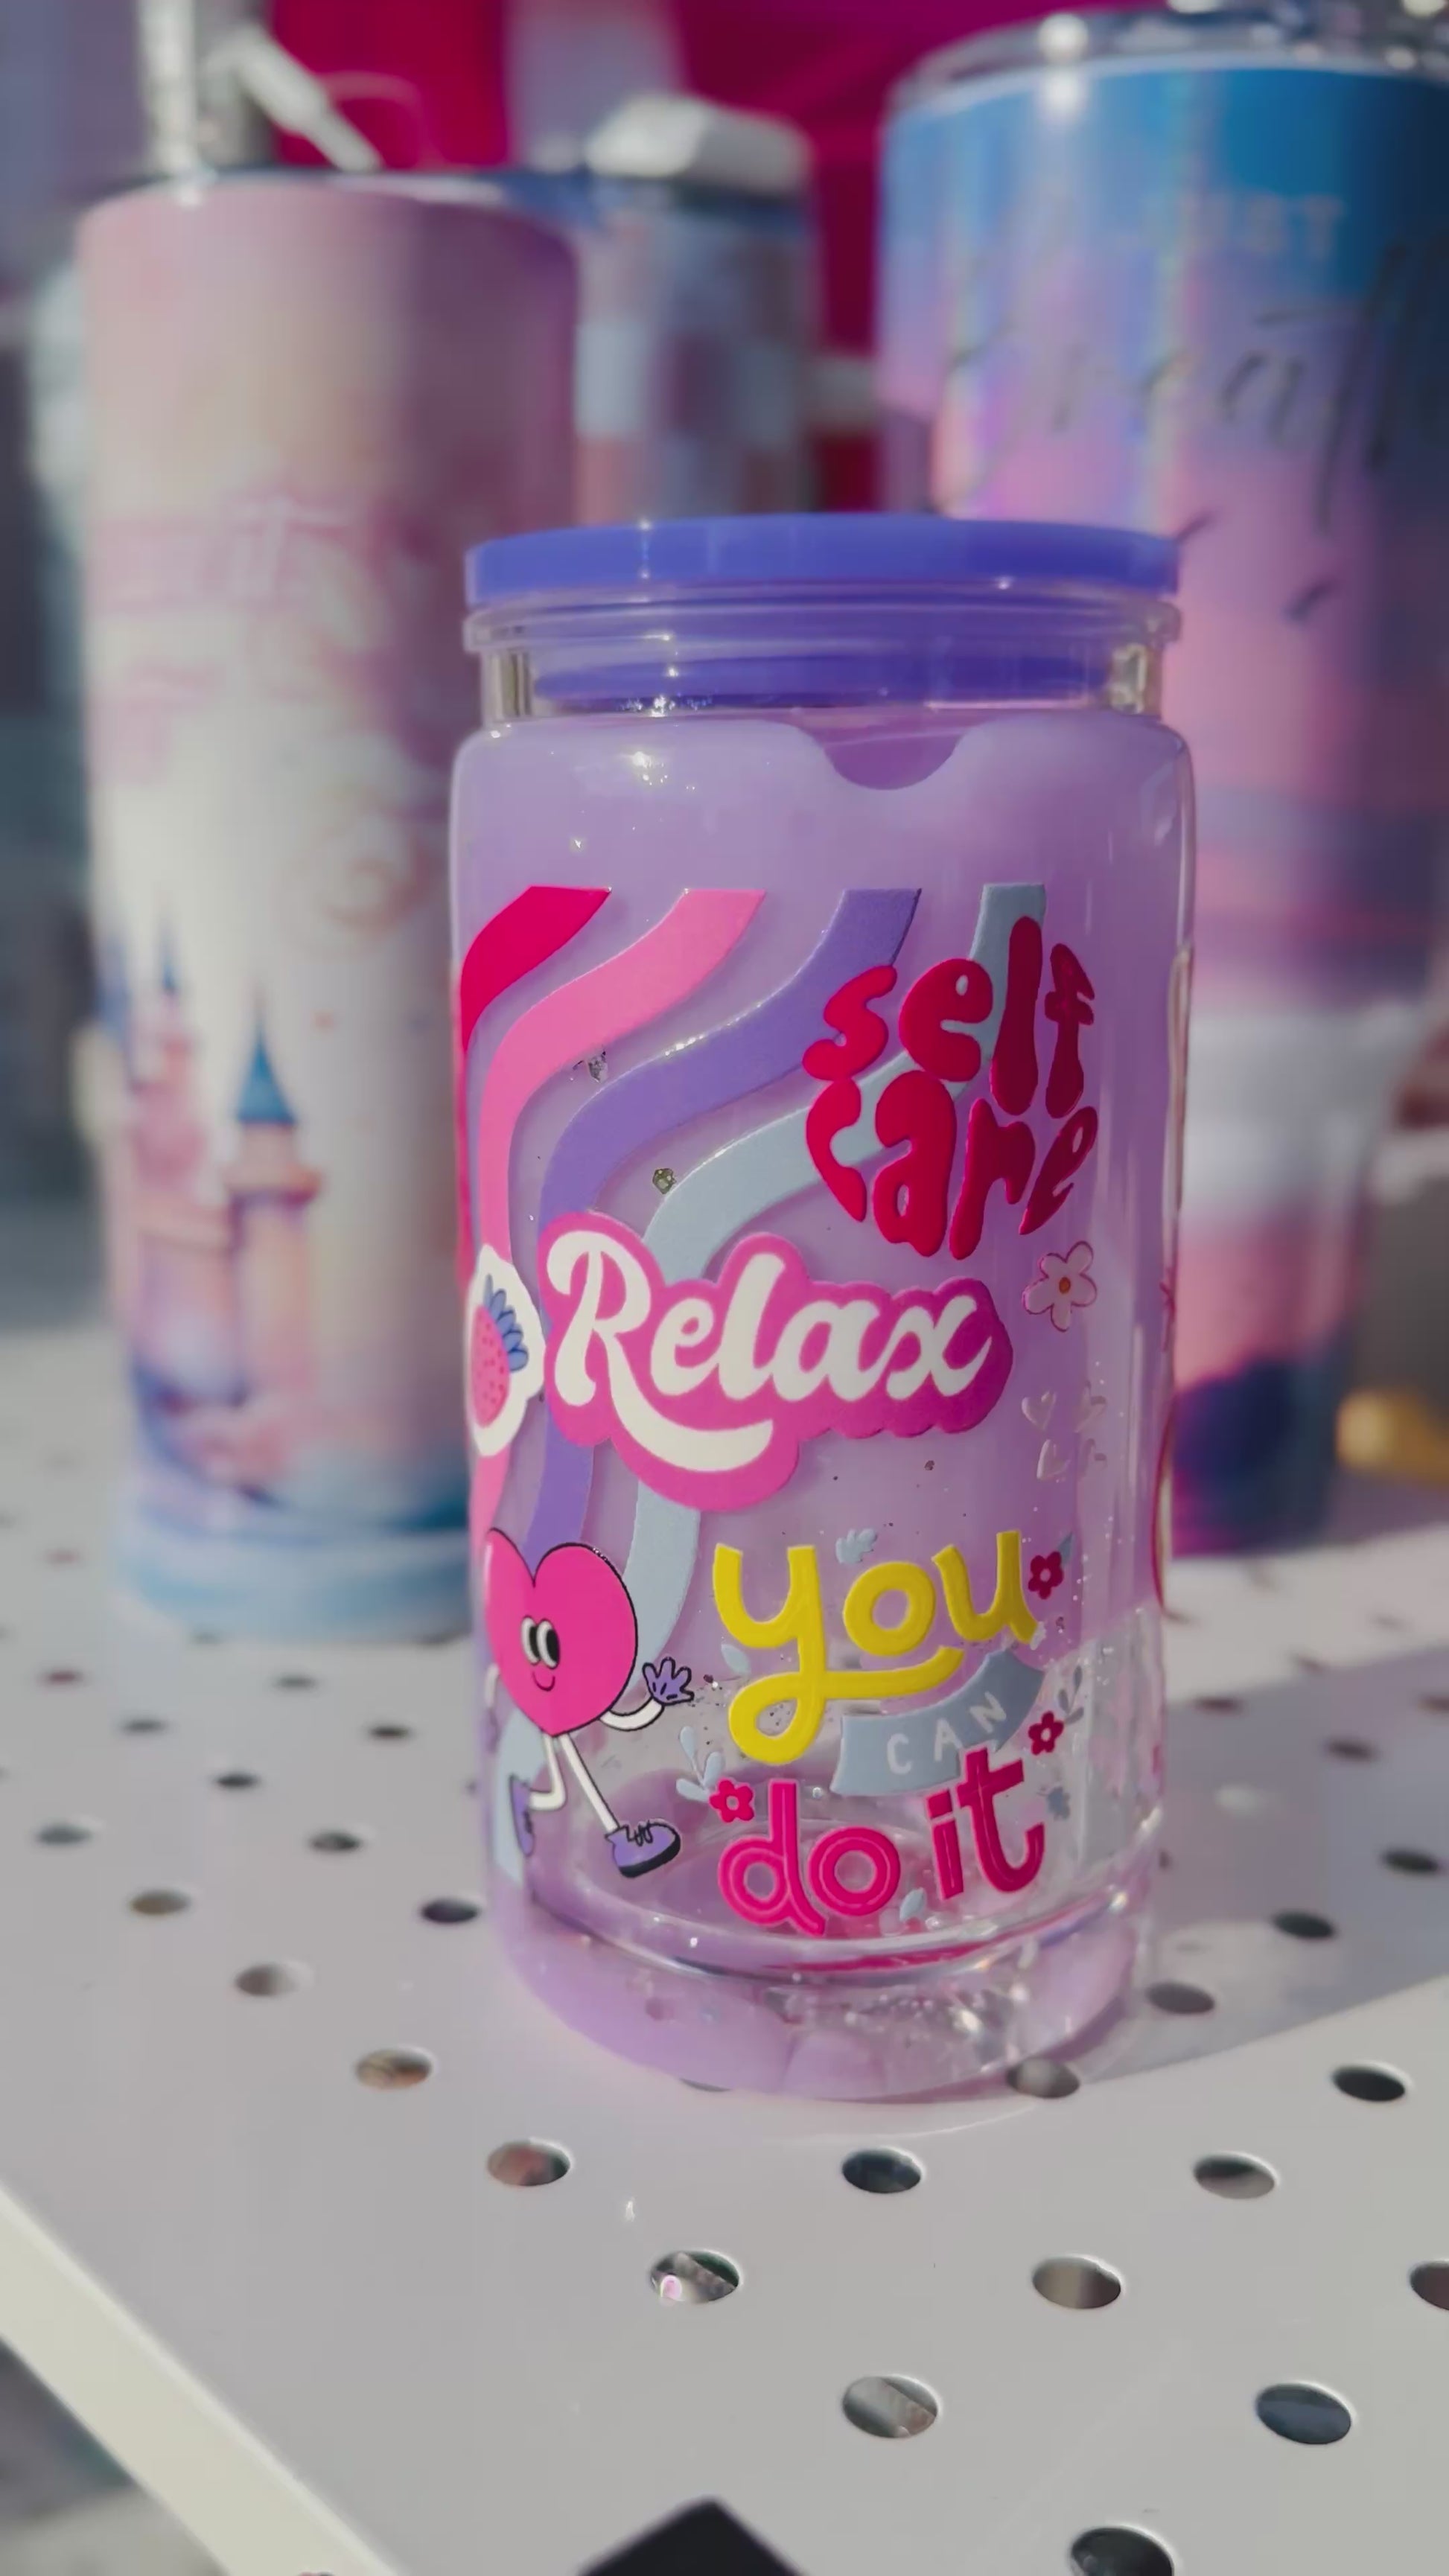 self
care
Relax
you
CAN
do it